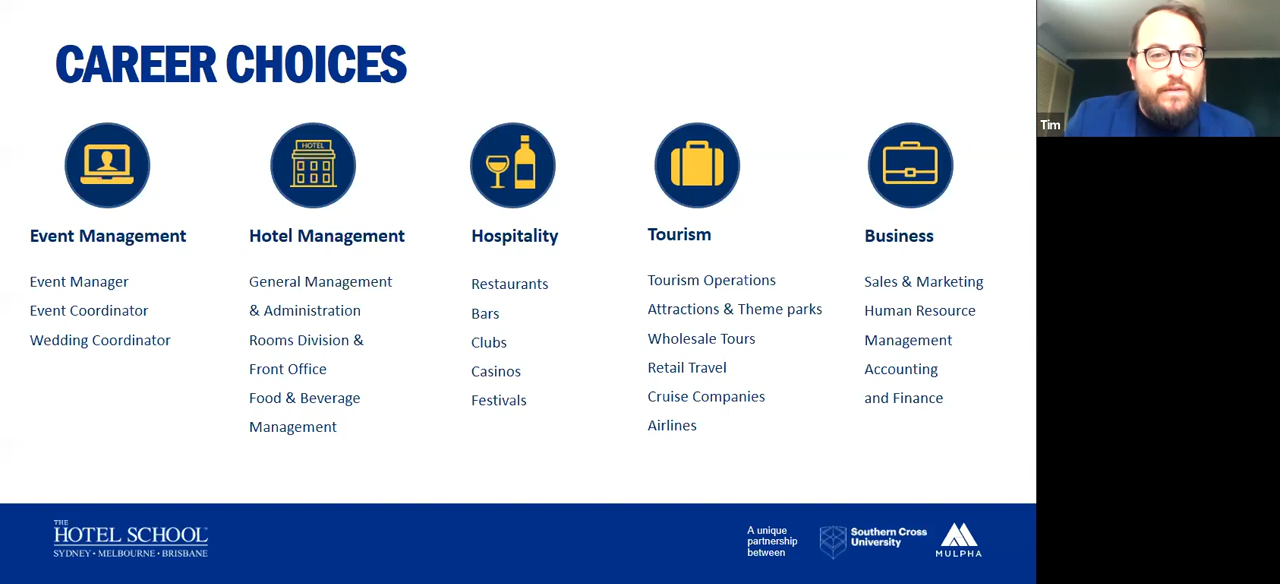 CAREER CHOICES
HOTEL
Event Management
Event Manager
Event Coordinator
Wedding Coordinator
Hotel Management
General Management
& Administration
Rooms Division &
Front Office
Food & Beverage
Management
Hospitality
Restaurants
Bars
Clubs
Casinos
Festivals
Tourism
Tourism Operations
Attractions & Theme parks
Wholesale Tours
Retail Travel
Cruise Companies
Airlines
Business
Sales & Marketing
Human Resource
Management
Accounting
and Finance
THE
HOTEL SCHOOL
SYDNEY • MELBOURNE • BRISBANE
A unique
partnership
between
Southern Cross
University
MULPHA
Tim